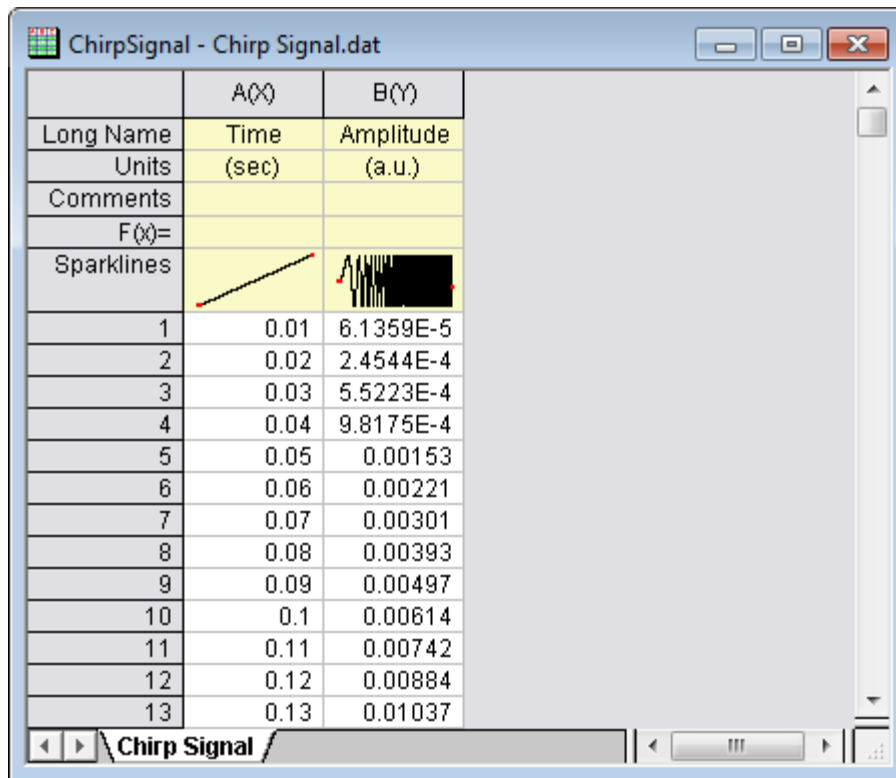 ChirpSignal - Chirp Signal.dat
A(X) B(Y)
Long Name Time Amplitude
Units (sec) (a.u.)
Comments
F(x)=
Sparklines
1 0.01 6.1359E-5
2 0.02 2.4544E-4
3 0.03 5.5223E-4
4 0.04 9.8175E-4
5 0.05 0.00153
6 0.06 0.00221
7 0.07 0.00301
8 0.08 0.00393
9 0.09 0.00497
10 0.1 0.00614
11 0.11 0.00742
12 0.12 0.00884
13 0.13 0.01037
Chirp Signal